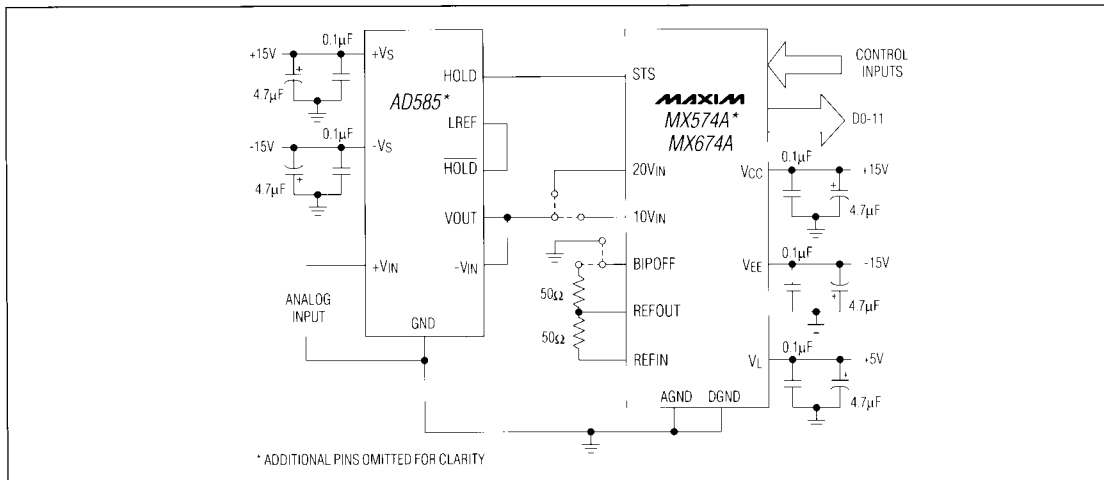 +15V
0.1µF
4.7µF
+VS
-15V
0.1µF
4.7µF
-VS
AD585*
HOLD
LREF
HOLD
VOUT
-VIN
+VIN
GND
ANALOG
INPUT
STS
MAXIM
MX574A*
MX674A
20VIN
10VIN
BIPOFF
50Ω
REFOUT
50Ω
REFIN
AGND DGND
CONTROL
INPUTS
D0-11
VCC
0.1µF
+15V
4.7µF
VEE
0.1µF
-15V
4.7µF
VL
0.1µF
+5V
4.7µF
* ADDITIONAL PINS OMITTED FOR CLARITY